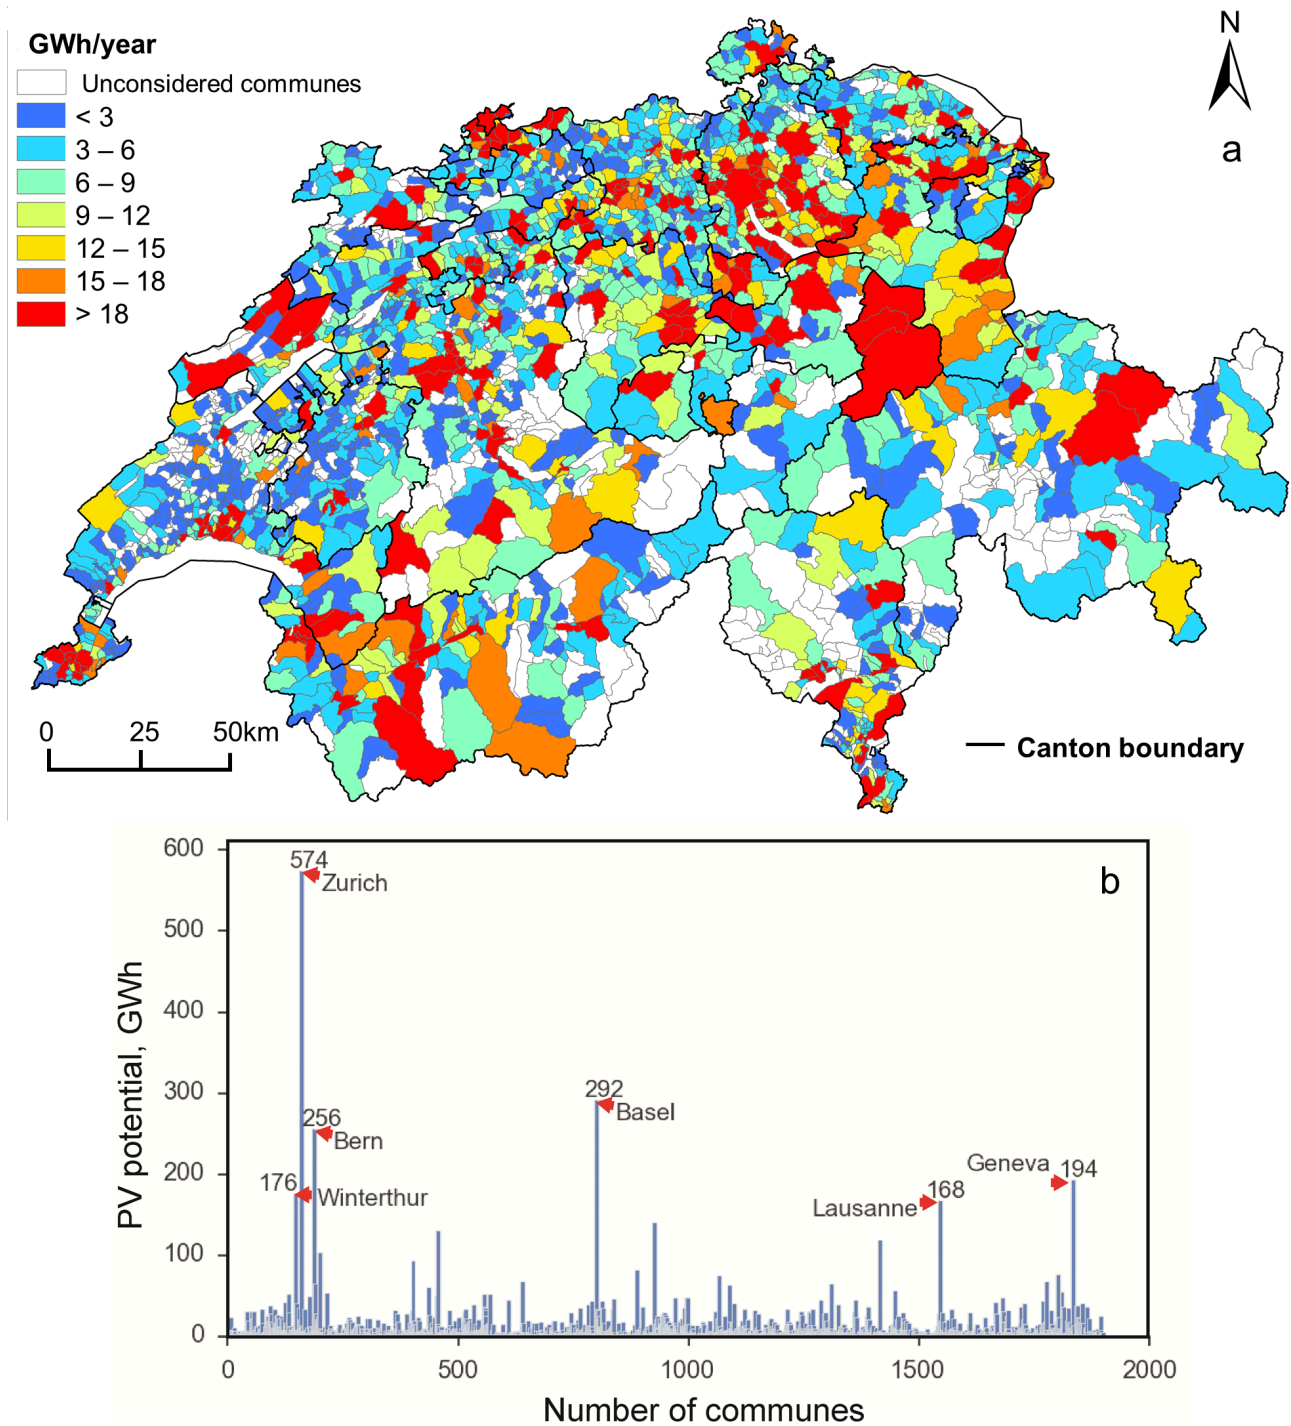 GWh/year
Unconsidered communes
< 3
3 – 6
6 – 9
9 – 12
12 – 15
15 – 18
> 18
N
a
0 25 50km
Canton boundary
600
500
400
300
200
100
0
PV potential, GWh
574
Zurich
b
292
Basel
256
Bern
176
Winterthur
Geneva
194
168
Lausanne
0 500 1000 1500 2000
Number of communes